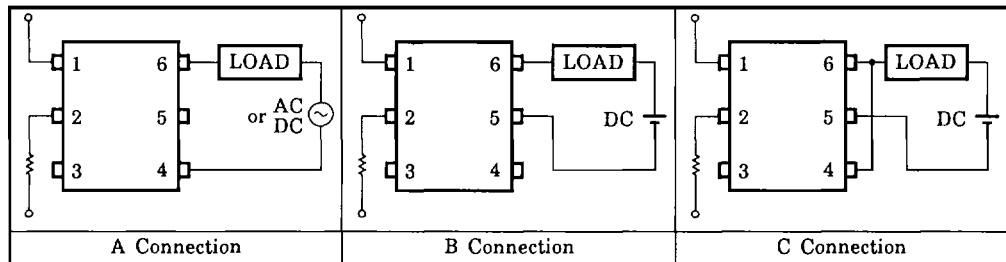 1 6 LOAD
2 5 or AC DC
3 4
A Connection
1 6 LOAD
2 5 DC
3 4
B Connection
1 6 LOAD
2 5 DC
3 4
C Connection